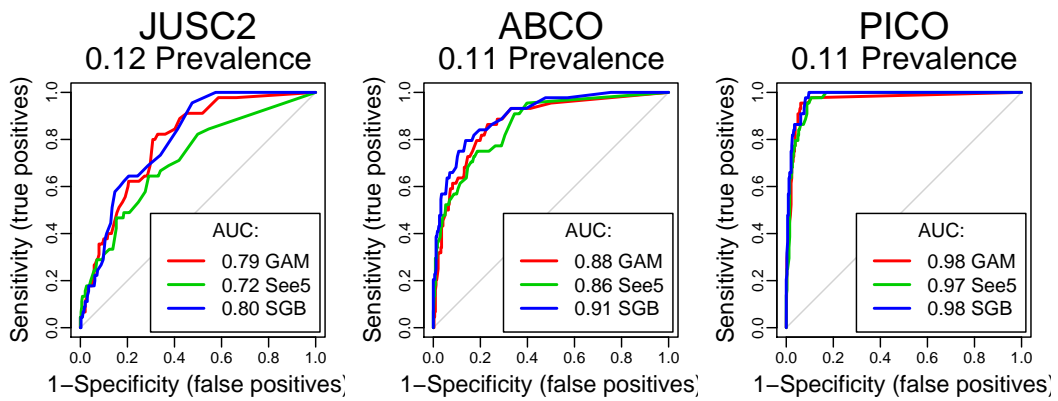 JUSC2
0.12 Prevalence
Sensitivity (true positives)
1.0
0.8
0.6
0.4
0.2
0.0
AUC:
0.79 GAM
0.72 See5
0.80 SGB
0.0 0.2 0.4 0.6 0.8 1.0
1−Specificity (false positives)
ABCO
0.11 Prevalence
Sensitivity (true positives)
1.0
0.8
0.6
0.4
0.2
0.0
AUC:
0.88 GAM
0.86 See5
0.91 SGB
0.0 0.2 0.4 0.6 0.8 1.0
1−Specificity (false positives)
PICO
0.11 Prevalence
Sensitivity (true positives)
1.0
0.8
0.6
0.4
0.2
0.0
AUC:
0.98 GAM
0.97 See5
0.98 SGB
0.0 0.2 0.4 0.6 0.8 1.0
1−Specificity (false positives)